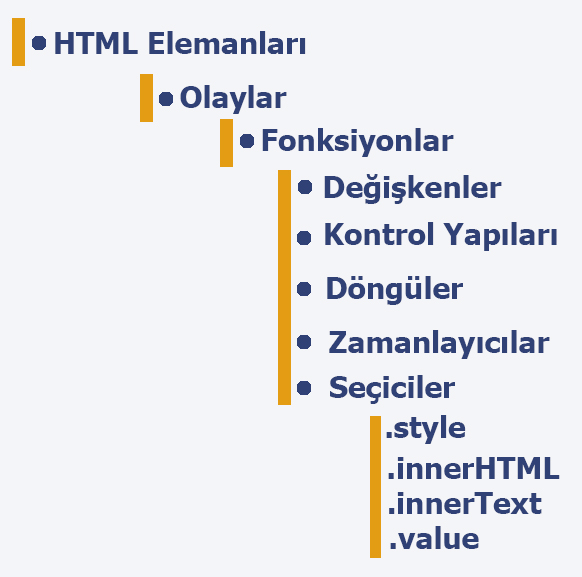 HTML Elemanları
Olaylar
Fonksiyonlar
Değişkenler
Kontrol Yapıları
Döngüler
Zamanlayıcılar
Seçiciler
.style
.innerHTML
.innerText
.value